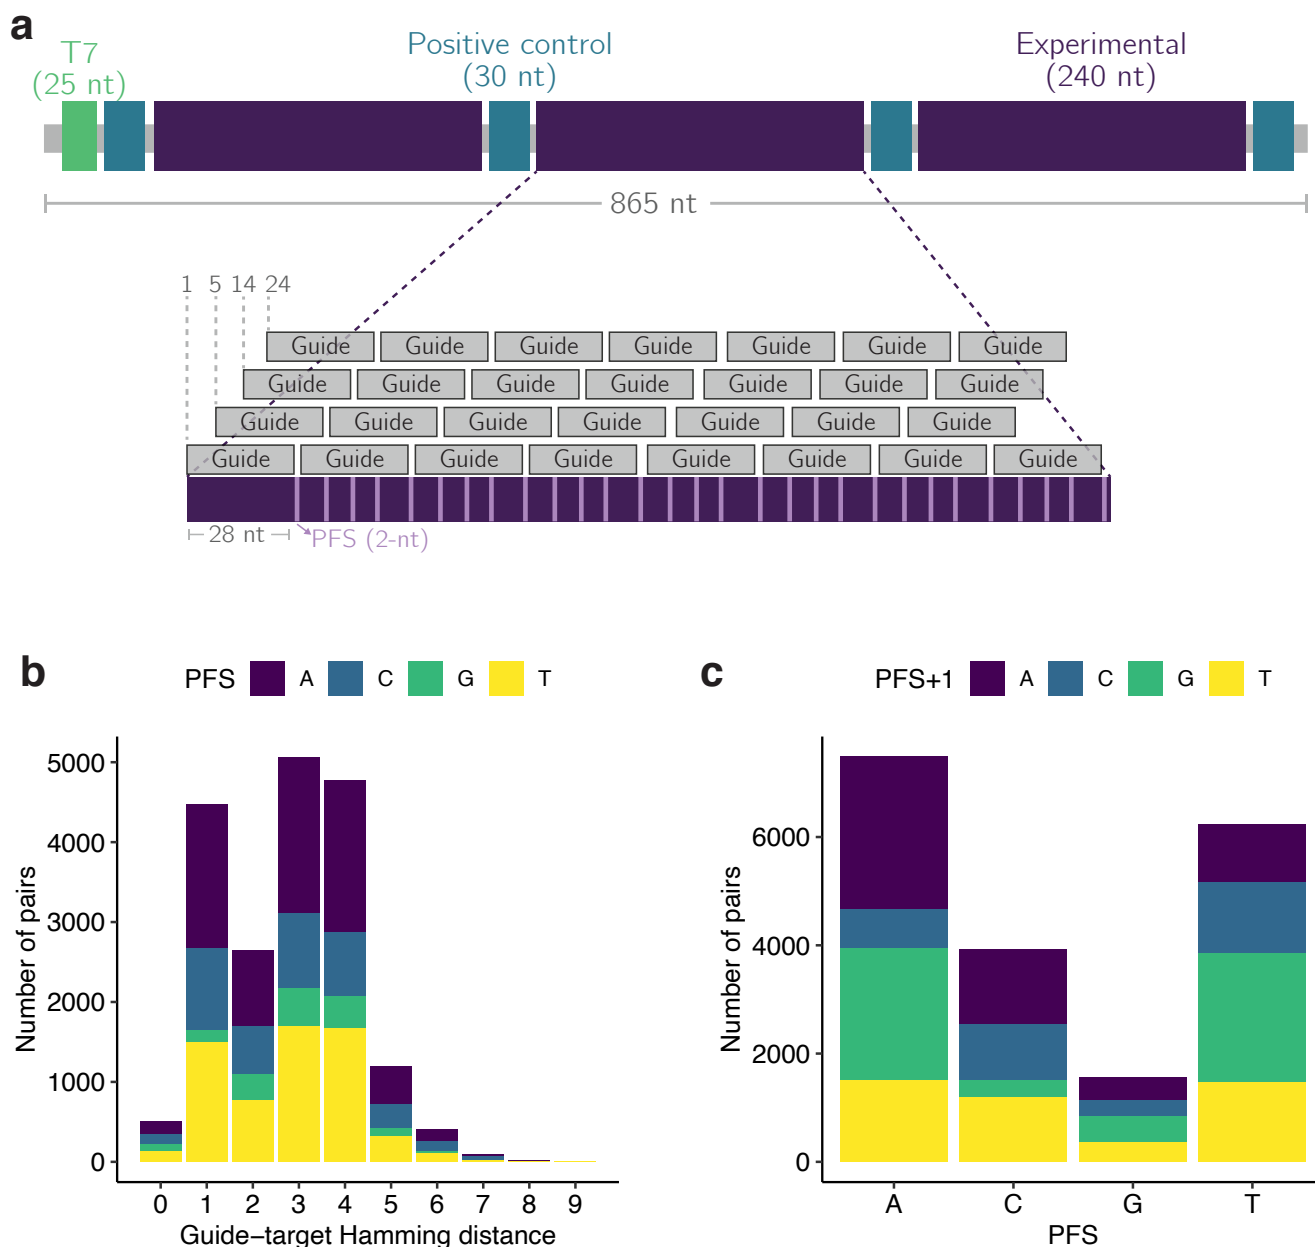 a
T7
(25 nt)
Positive control
(30 nt)
Experimental
(240 nt)
865 nt
1 5 14 24
Guide Guide Guide Guide Guide Guide Guide
Guide Guide Guide Guide Guide Guide Guide
Guide Guide Guide Guide Guide Guide Guide
Guide Guide Guide Guide Guide Guide Guide Guide
28 nt
PFS (2-nt)
b
PFS A C G T
5000
4000
3000
2000
1000
0
Number of pairs
0 1 2 3 4 5 6 7 8 9
Guide−target Hamming distance
c
PFS+1 A C G T
6000
4000
2000
0
Number of pairs
A C G T
PFS